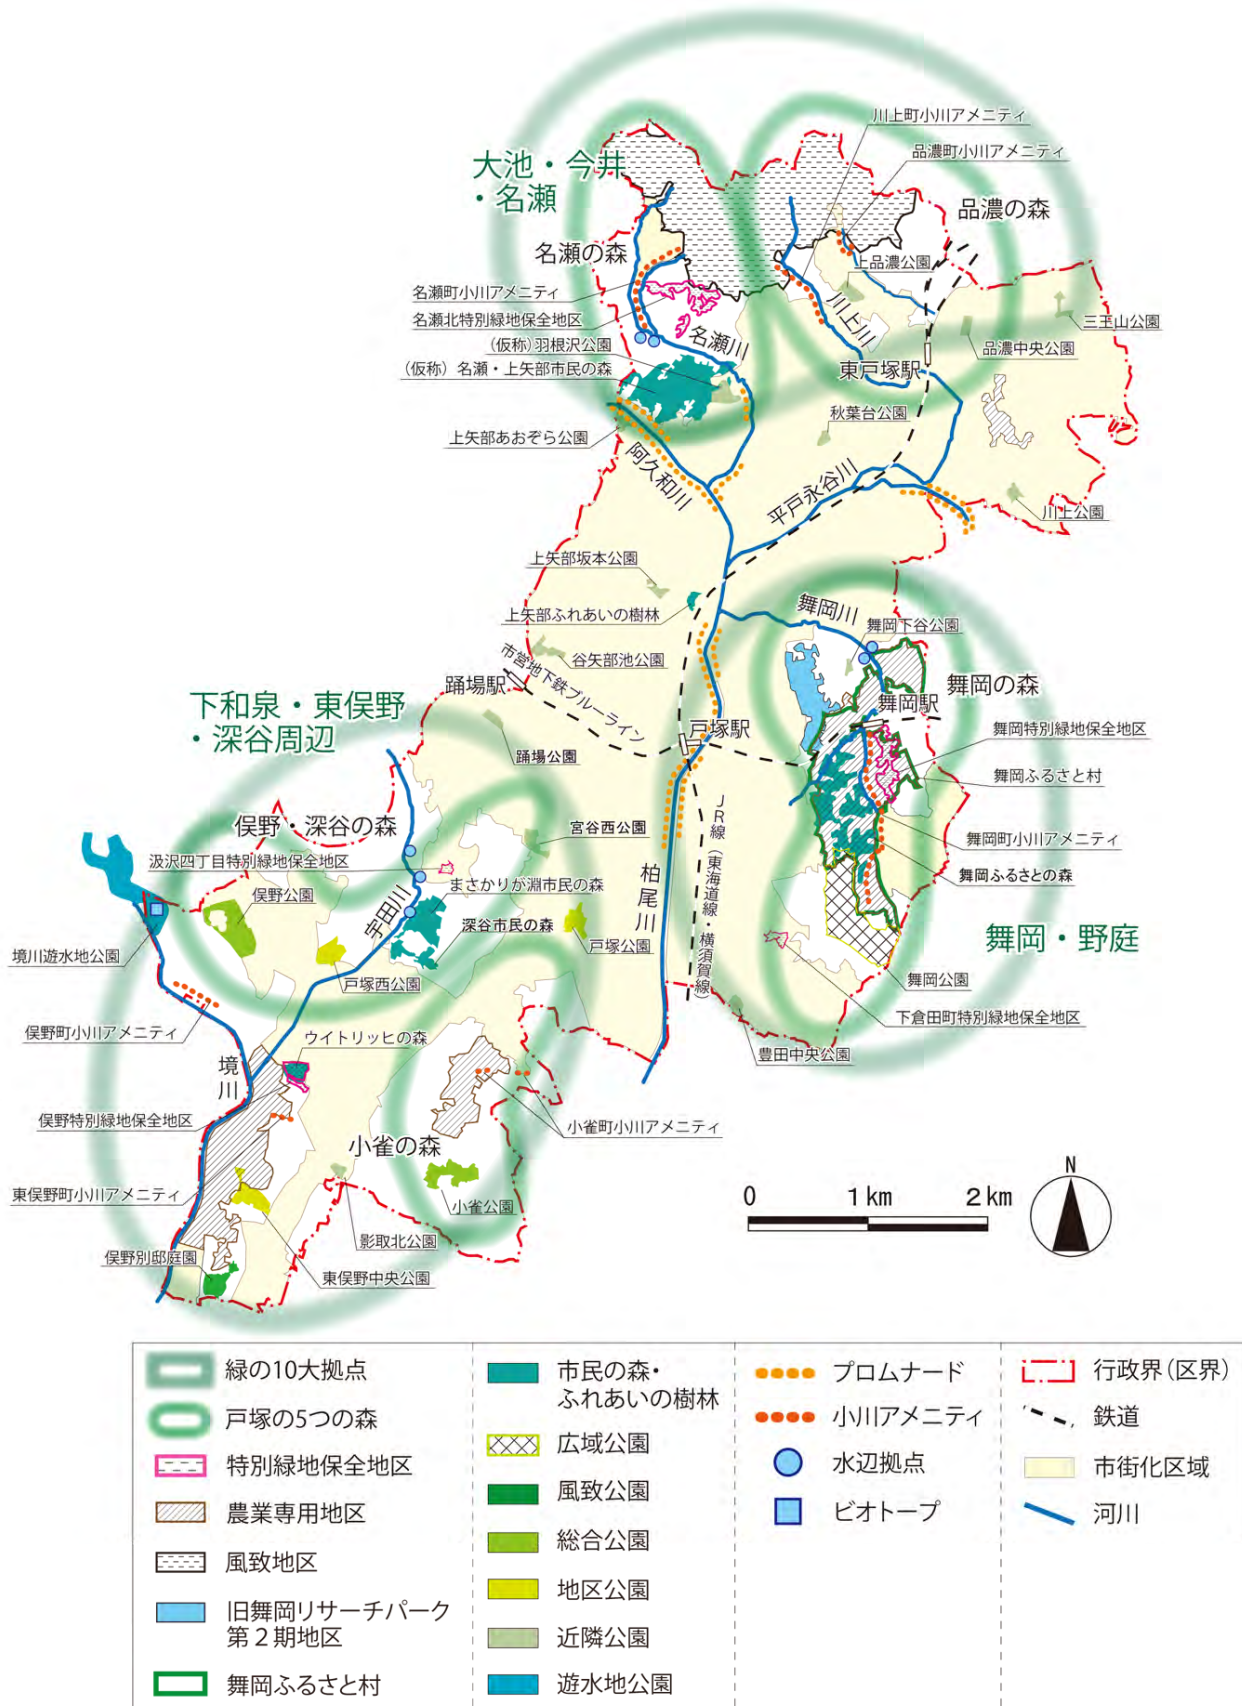 川上町小川アメニティ
品濃町小川アメニティ
大池・今井
・名瀬
品濃の森
名瀬の森
上品濃公園
名瀬町小川アメニティ
名瀬北特別緑地保全地区
川上川
三王山公園
(仮称)羽根沢公園
名瀬川
品濃中央公園
(仮称) 名瀬・上矢部市民の森
東戸塚駅
秋葉台公園
上矢部あおぞら公園
阿久和川
平戸永谷川
川上公園
上矢部坂本公園
上矢部ふれあいの樹林
舞岡川
舞岡下谷公園
谷矢部池公園
市営地下鉄ブルーライン
踊場駅
舞岡の森
下和泉・東俣野
・深谷周辺
舞岡駅
戸塚駅
舞岡特別緑地保全地区
踊場公園
舞岡ふるさと村
JR線(東海道線・横須賀線)
俣野・深谷の森
宮谷西公園
舞岡町小川アメニティ
汲沢四丁目特別緑地保全地区
柏尾川
まさかりが淵市民の森
舞岡ふるさとの森
俣野公園
宇田川
深谷市民の森
舞岡・野庭
境川遊水地公園
戸塚公園
戸塚西公園
舞岡公園
下倉田町特別緑地保全地区
俣野町小川アメニティ
ウイトリッヒの森
豊田中央公園
境川
俣野特別緑地保全地区
小雀町小川アメニティ
小雀の森
東俣野町小川アメニティ
小雀公園
影取北公園
俣野別邸庭園
東俣野中央公園
0 1km 2km
N
緑の10大拠点
戸塚の5つの森
特別緑地保全地区
農業専用地区
風致地区
旧舞岡リサーチパーク
第2期地区
舞岡ふるさと村
市民の森・
ふれあいの樹林
広域公園
風致公園
総合公園
地区公園
近隣公園
遊水地公園
プロムナード
小川アメニティ
水辺拠点
ビオトープ
行政界(区界)
鉄道
市街化区域
河川